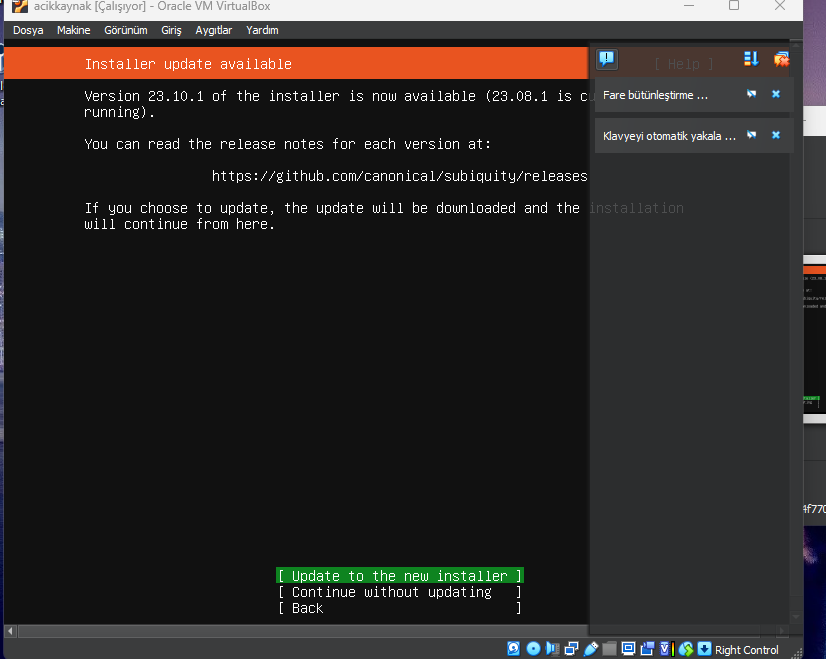 acikkaynak [Çalışıyor] - Oracle VM VirtualBox
Dosya Makine Görünüm Giriş Aygıtlar Yardım
Installer update available
[ Help ]
Version 23.10.1 of the installer is now available (23.08.1 is cu
running).
Fare bütünleştirme ...
Klavyeyi otomatik yakala ...
You can read the release notes for each version at:
https://github.com/canonical/subiquity/releases
If you choose to update, the update will be downloaded and the installation
will continue from here.
4f770
[ Update to the new installer ]
[ Continue without updating ]
[ Back ]
Right Control